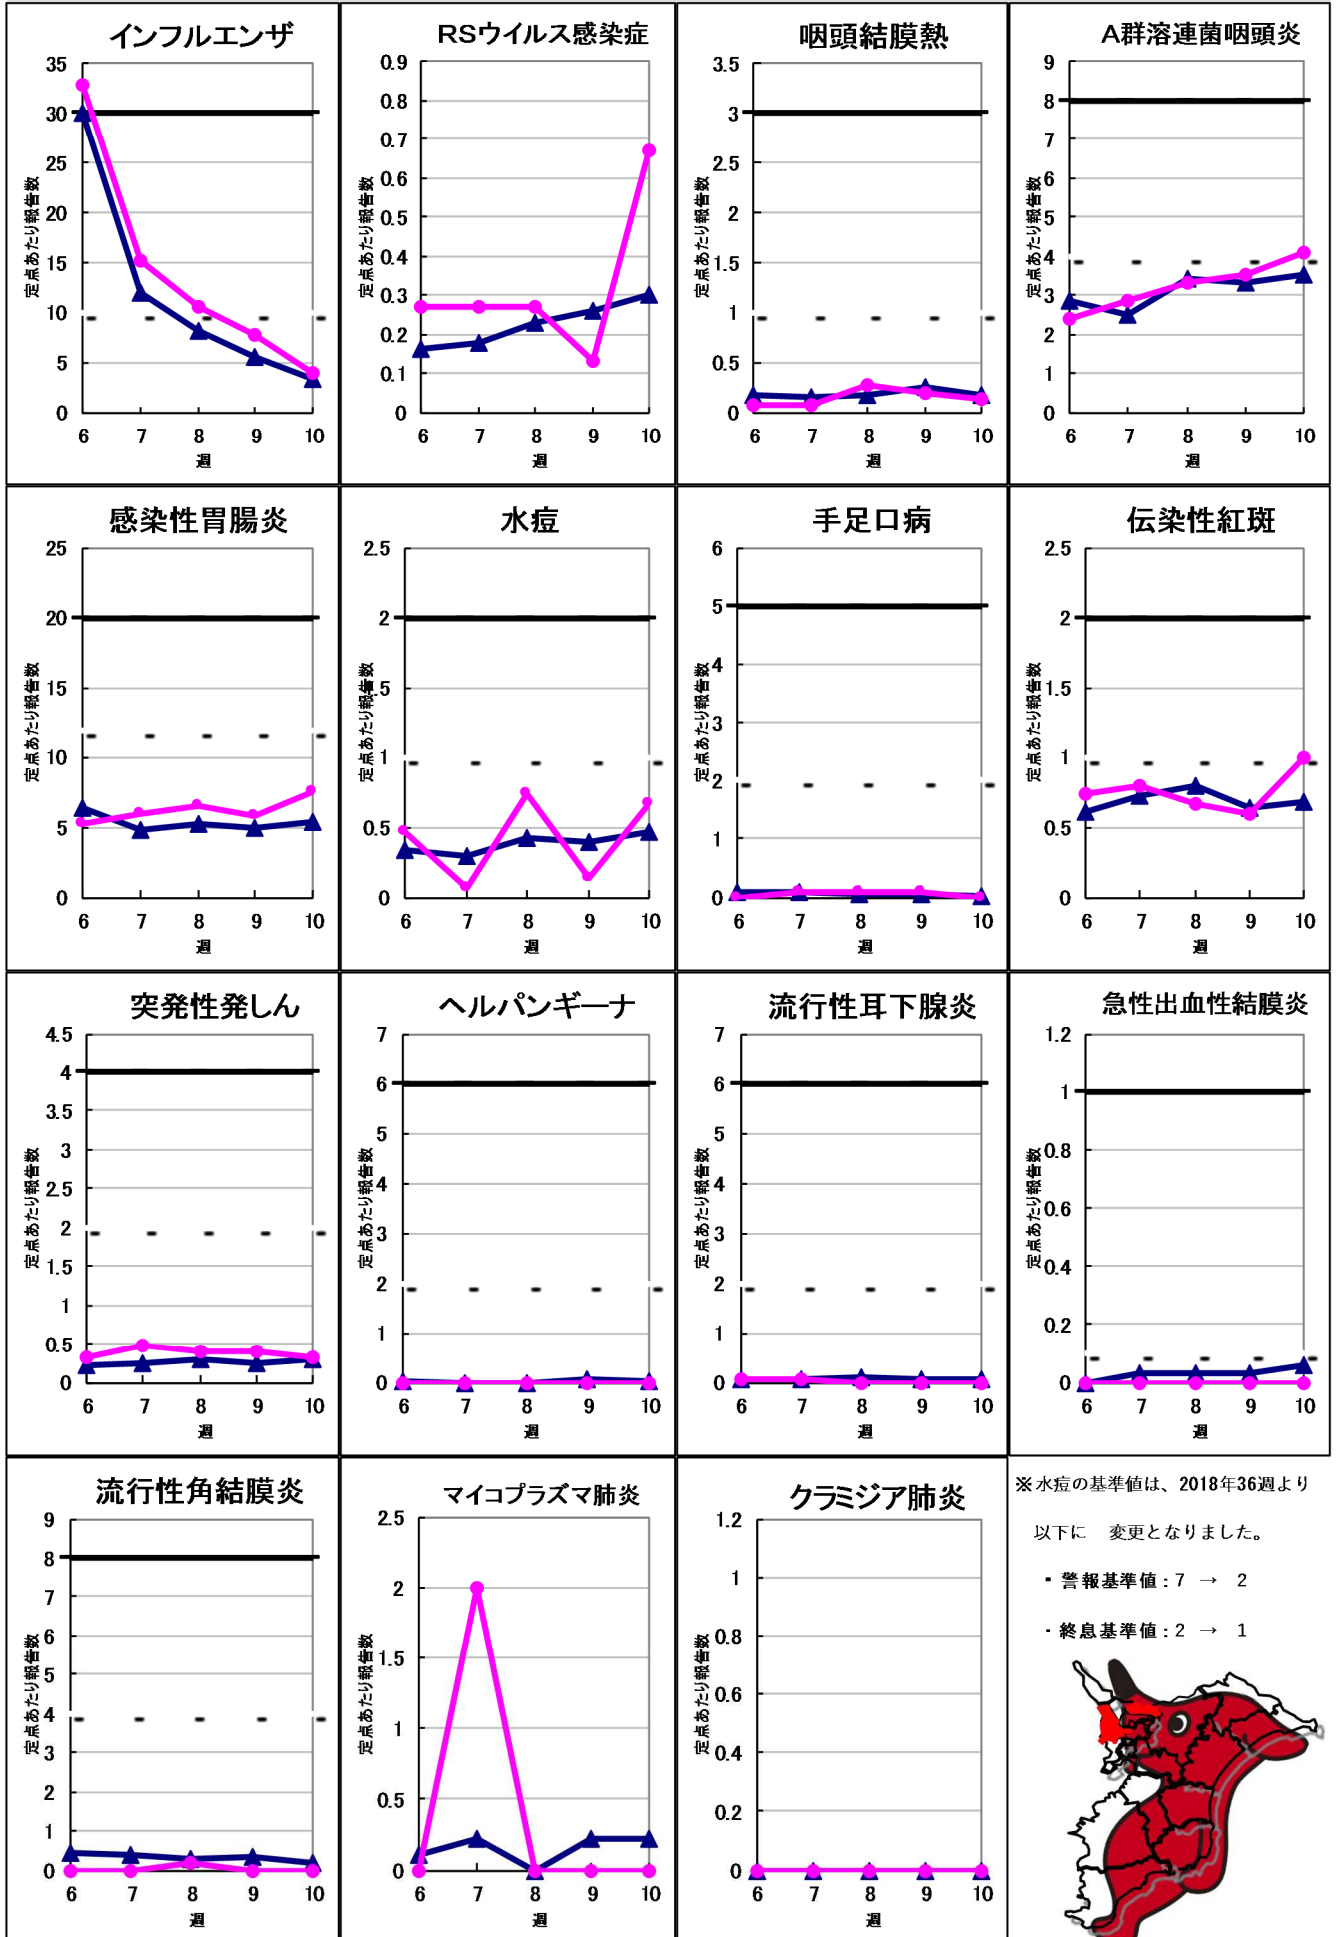 インフルエンザ
35
30
25
20
15
10
5
0
定点あたり報告数
6 7 8 9 10
週
RSウイルス感染症
0.9
0.8
0.7
0.6
0.5
0.4
0.3
0.2
0.1
0
定点あたり報告数
6 7 8 9 10
週
咽頭結膜熱
3.5
3
2.5
2
1.5
1
0.5
0
定点あたり報告数
6 7 8 9 10
週
A群溶連菌咽頭炎
9
8
7
6
5
4
3
2
1
0
定点あたり報告数
6 7 8 9 10
週
感染性胃腸炎
25
20
15
10
5
0
定点あたり報告数
6 7 8 9 10
週
水痘
2.5
2
1.5
1
0.5
0
定点あたり報告数
6 7 8 9 10
週
手足口病
6
5
4
3
2
1
0
定点あたり報告数
6 7 8 9 10
週
伝染性紅斑
2.5
2
1.5
1
0.5
0
定点あたり報告数
6 7 8 9 10
週
突発性発しん
4.5
4
3.5
3
2.5
2
1.5
1
0.5
0
定点あたり報告数
6 7 8 9 10
週
ヘルパンギーナ
7
6
5
4
3
2
1
0
定点あたり報告数
6 7 8 9 10
週
流行性耳下腺炎
7
6
5
4
3
2
1
0
定点あたり報告数
6 7 8 9 10
週
急性出血性結膜炎
1.2
1
0.8
0.6
0.4
0.2
0
定点あたり報告数
6 7 8 9 10
週
流行性角結膜炎
9
8
7
6
5
4
3
2
1
0
定点あたり報告数
6 7 8 9 10
週
マイコプラズマ肺炎
2.5
2
1.5
1
0.5
0
定点あたり報告数
6 7 8 9 10
週
クラミジア肺炎
1.2
1
0.8
0.6
0.4
0.2
0
定点あたり報告数
6 7 8 9 10
週
※水痘の基準値は、2018年36週より
以下に 変更となりました。
・警報基準値：7 → 2
・終息基準値：2 → 1